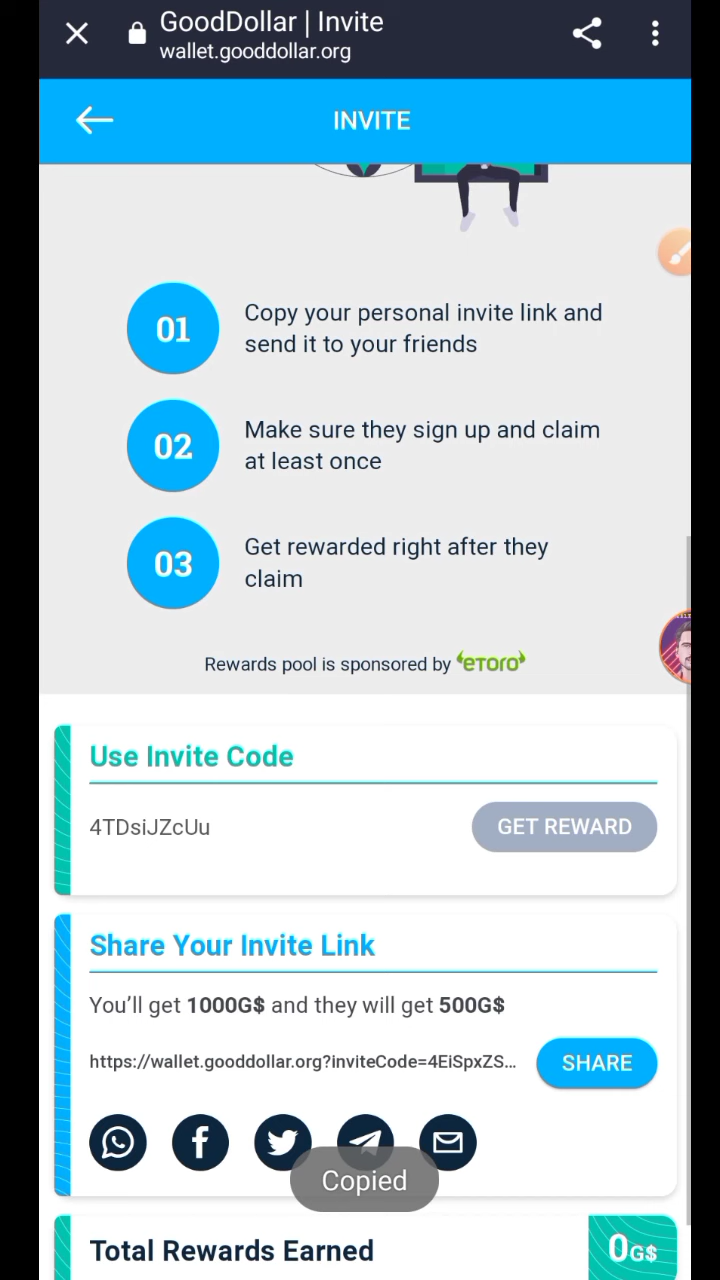 GoodDollar | Invite
wallet.gooddollar.org
INVITE
01
Copy your personal invite link and
send it to your friends
02
Make sure they sign up and claim
at least once
03
Get rewarded right after they
claim
Rewards pool is sponsored by eToro
Use Invite Code
4TDsiJZcUu
GET REWARD
Share Your Invite Link
You'll get 1000G$ and they will get 500G$
https://wallet.gooddollar.org?inviteCode=4EiSpxZS...
SHARE
Copied
Total Rewards Earned
0G$